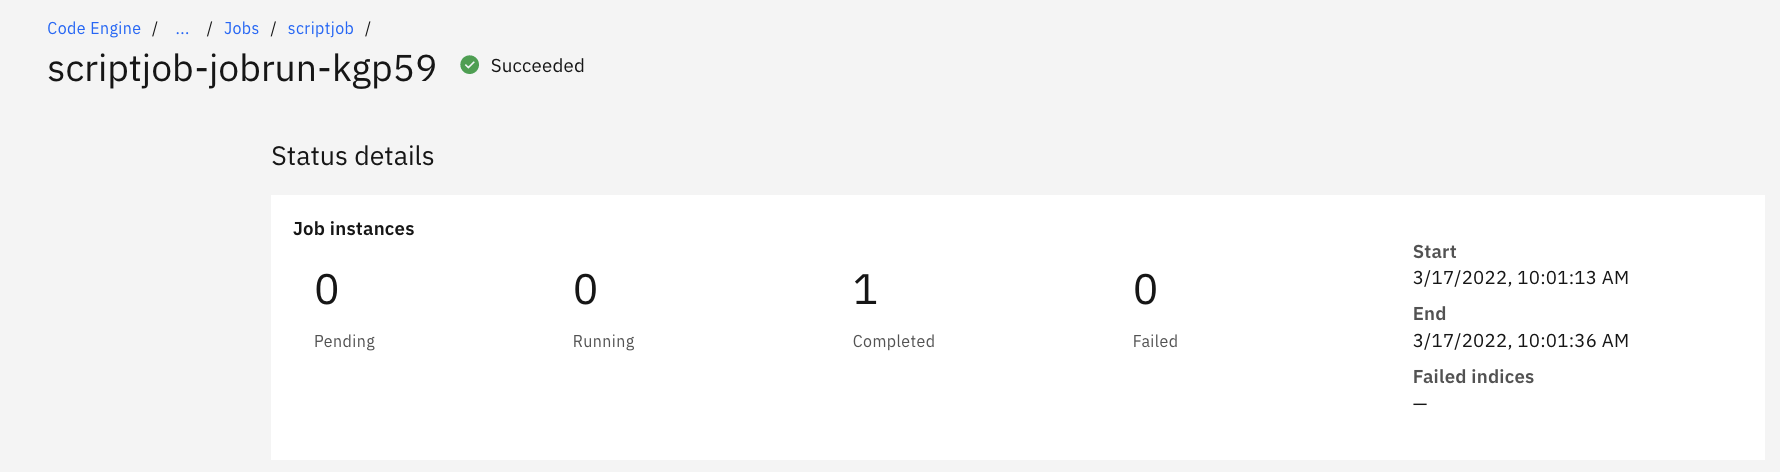 Code Engine / ... / Jobs / scriptjob /
scriptjob-jobrun-kgp59 Succeeded
Status details
Job instances
0 0 1 0
Pending Running Completed Failed
Start
3/17/2022, 10:01:13 AM
End
3/17/2022, 10:01:36 AM
Failed indices
—